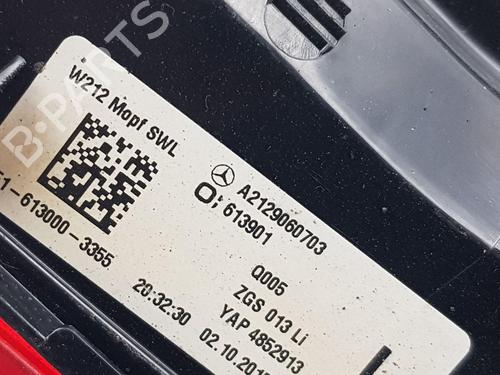 B-PARTS
W212 Mopf SWL
A2129060703
613901
51-613000-3355
Q005
ZGS 013 Li
YAP 4852913
20:32:30 02.10.201